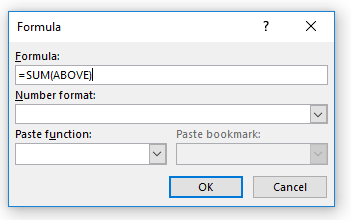 Formula
Formula:
=SUM(ABOVE)
Number format:
Paste function: Paste bookmark:
OK Cancel